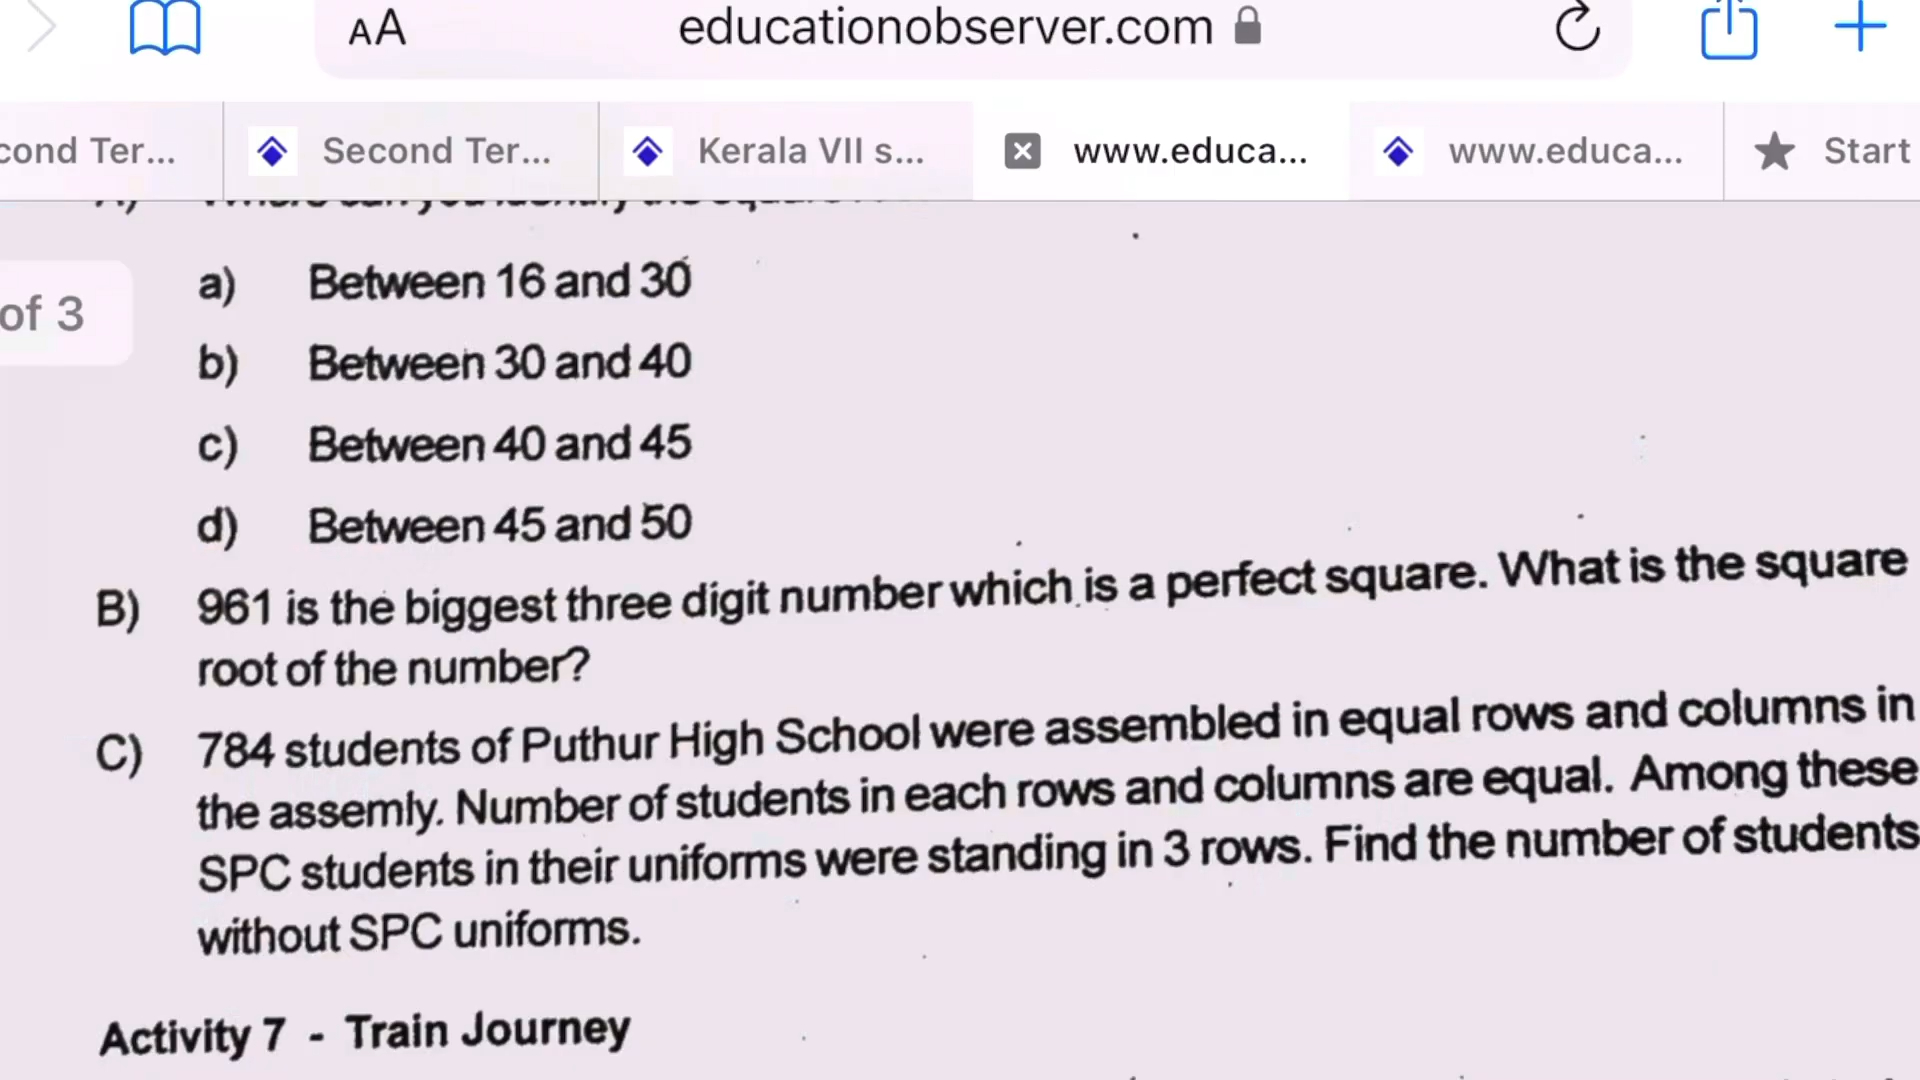 AA educationobserver.com
cond Ter... Second Ter... Kerala VII s... www.educa... www.educa... Start
a) Between 16 and 30
of 3
b) Between 30 and 40
c) Between 40 and 45
d) Between 45 and 50
B) 961 is the biggest three digit number which is a perfect square. What is the square
root of the number?
C) 784 students of Puthur High School were assembled in equal rows and columns in
the assemly. Number of students in each rows and columns are equal. Among these
SPC students in their uniforms were standing in 3 rows. Find the number of students
without SPC uniforms.
Activity 7 - Train Journey